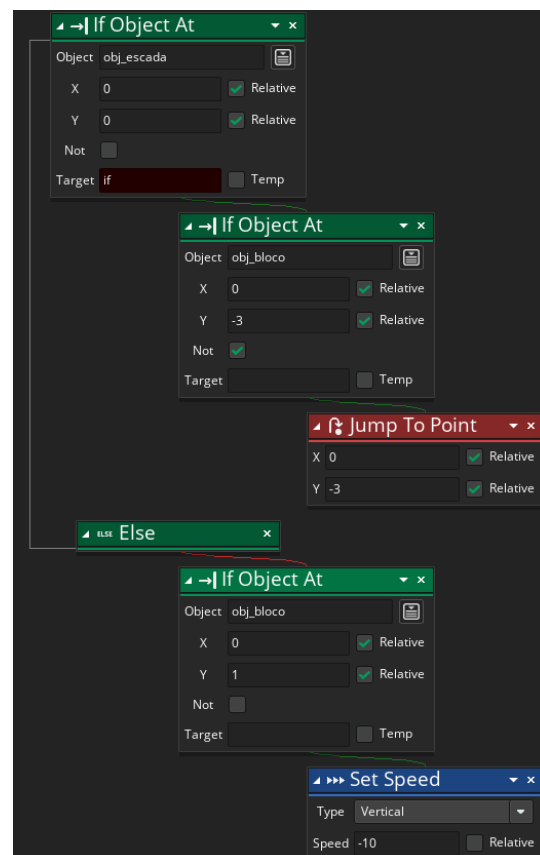 If Object At
Object obj_escada
X 0 Relative
Y 0 Relative
Not
Target if Temp
If Object At
Object obj_bloco
X 0 Relative
Y -3 Relative
Not
Target Temp
Jump To Point
X 0 Relative
Y -3 Relative
ELSE Else
If Object At
Object obj_bloco
X 0 Relative
Y 1 Relative
Not
Target Temp
Set Speed
Type Vertical
Speed -10 Relative